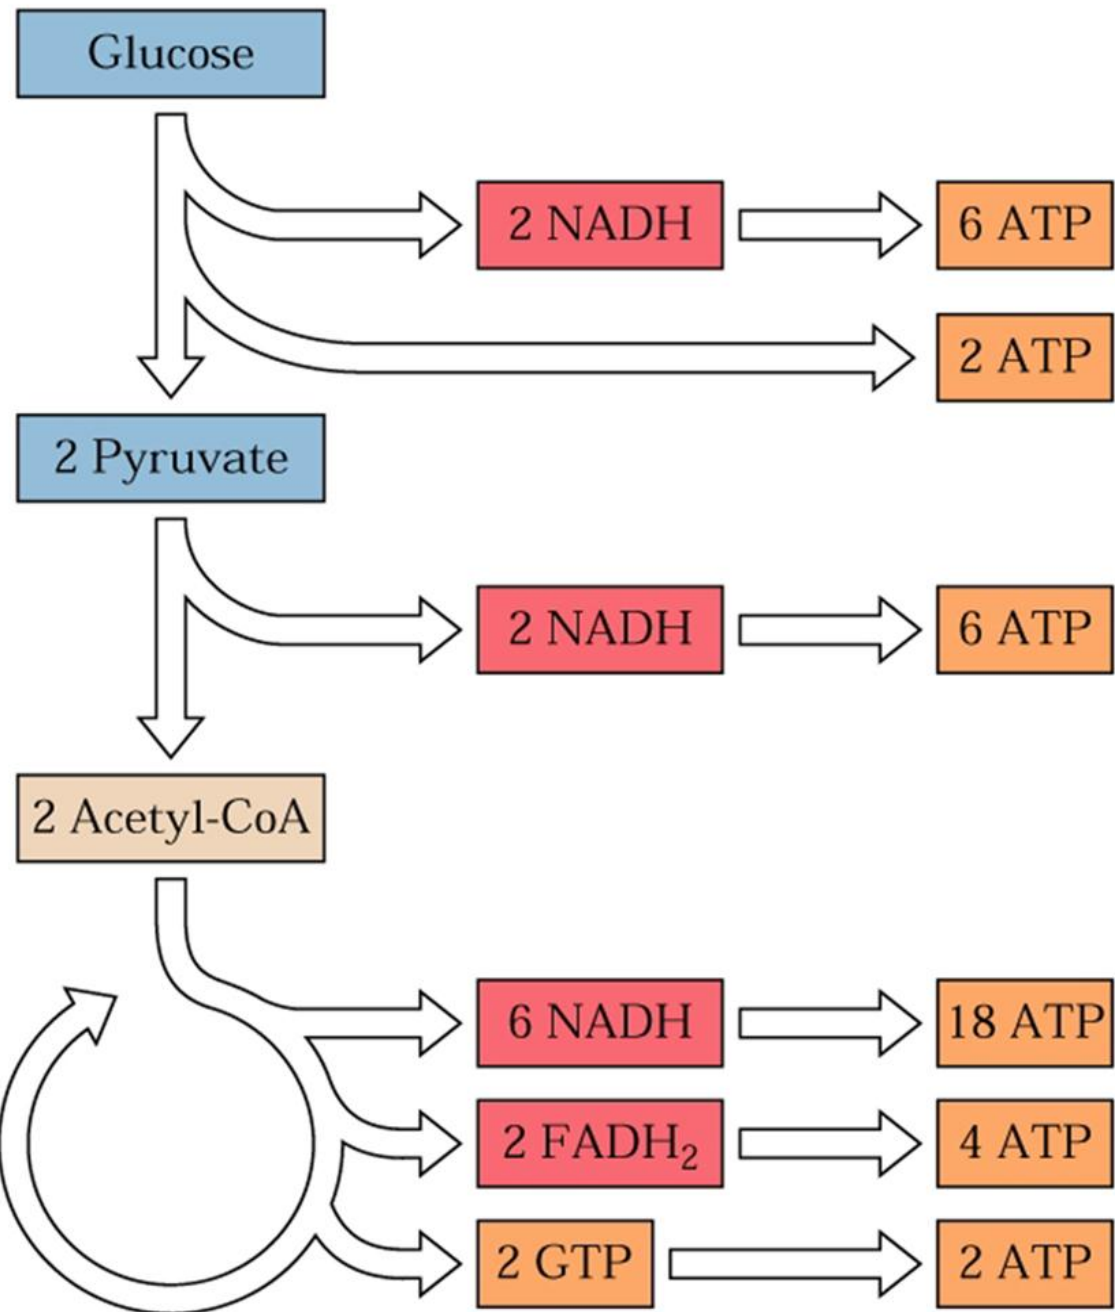 Glucose
2 NADH
6 ATP
2 ATP
2 Pyruvate
2 NADH
6 ATP
2 Acetyl-CoA
6 NADH
18 ATP
2 FADH₂
4 ATP
2 GTP
2 ATP